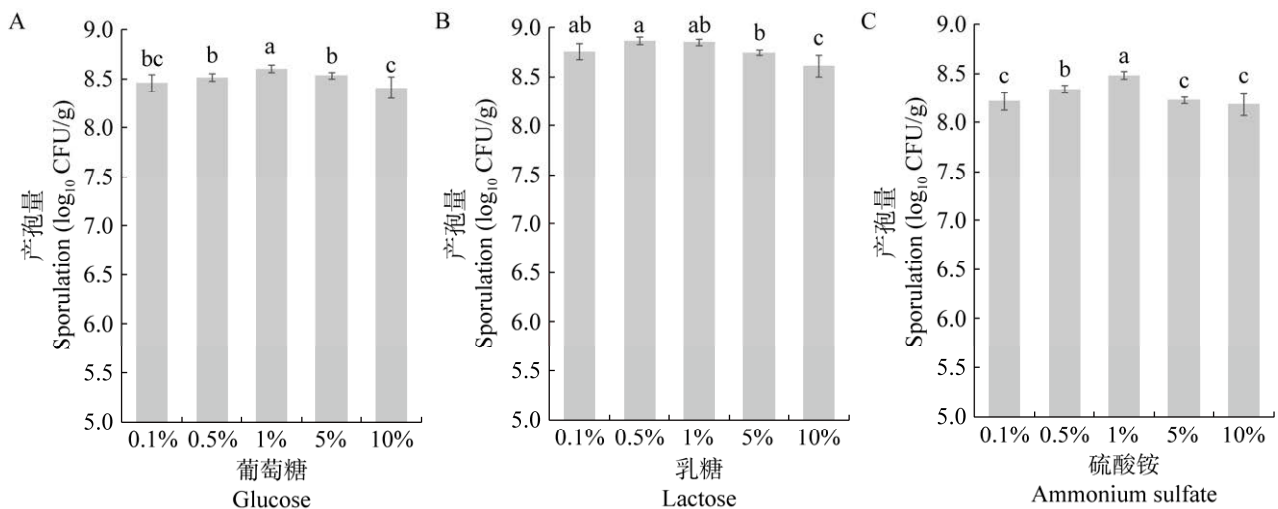 A
产孢量
Sporulation (log₁₀ CFU/g)
9.0
8.5
8.0
7.5
7.0
6.5
6.0
5.5
5.0
bc
b
a
b
c
0.1%
0.5%
1%
5%
10%
葡萄糖
Glucose
B
产孢量
Sporulation (log₁₀ CFU/g)
9.0
8.5
8.0
7.5
7.0
6.5
6.0
5.5
5.0
ab
a
ab
b
c
0.1%
0.5%
1%
5%
10%
乳糖
Lactose
C
产孢量
Sporulation (log₁₀ CFU/g)
9.0
8.5
8.0
7.5
7.0
6.5
6.0
5.5
5.0
c
b
a
c
c
0.1%
0.5%
1%
5%
10%
硫酸铵
Ammonium sulfate